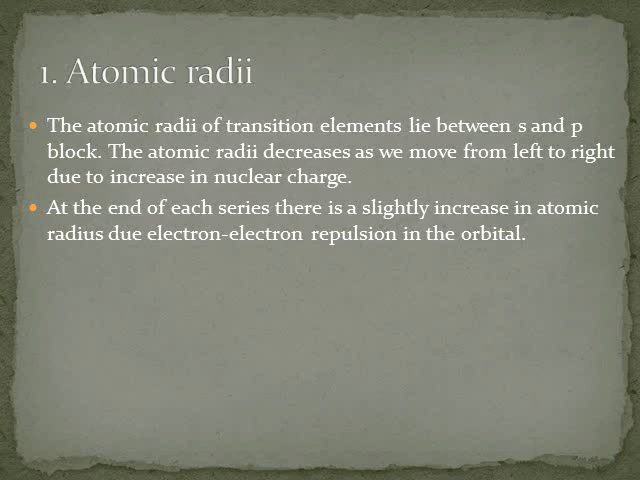 1. Atomic radii
• The atomic radii of transition elements lie between s and p
block. The atomic radii decreases as we move from left to right
due to increase in nuclear charge.
• At the end of each series there is a slightly increase in atomic
radius due electron-electron repulsion in the orbital.